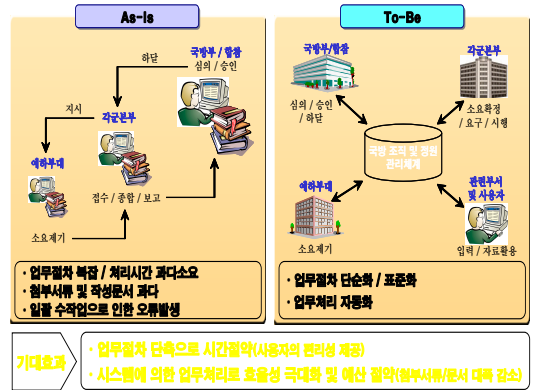 As-Is
To-Be
국방부 / 합참
심의 / 승인
하달
지시
각군본부
예하부대
접수 / 종합 / 보고
소요제기
· 업무절차 복잡 / 처리시간 과다소요
· 첨부서류 및 작성문서 과다
· 일괄 수작업으로 인한 오류발생
국방부/합참
심의 / 승인
/ 하달
각군본부
소요확정
/ 요구 / 시행
국방 조직 및 정원
관리체계
예하부대
소요제기
관련부서
및 사용자
입력 / 자료활용
· 업무절차 단순화 / 표준화
· 업무처리 자동화
기대효과
· 업무절차 단축으로 시간절약(사용자의 편리성 제공)
· 시스템에 의한 업무처리로 효율성 극대화 및 예산 절약(첨부서류/문서 대폭 감소)